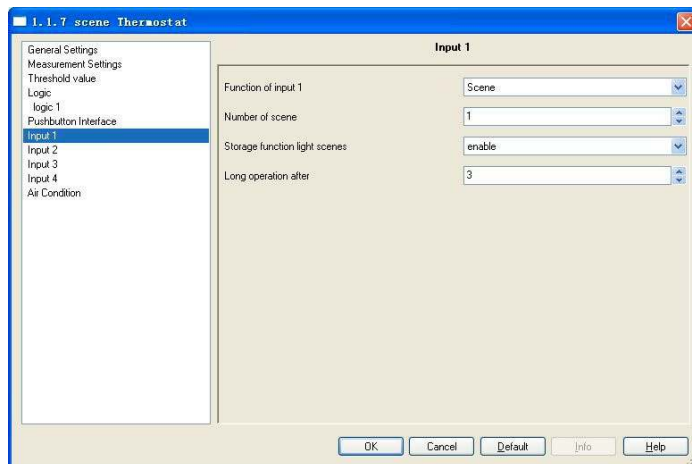 1.1.7 scene Thermostat
General Settings
Measurement Settings
Threshold value
Logic
logic 1
Pushbutton Interface
Input 1
Input 2
Input 3
Input 4
Air Condition
Input 1
Function of input 1 Scene
Number of scene 1
Storage function light scenes enable
Long operation after 3
OK Cancel Default Info Help